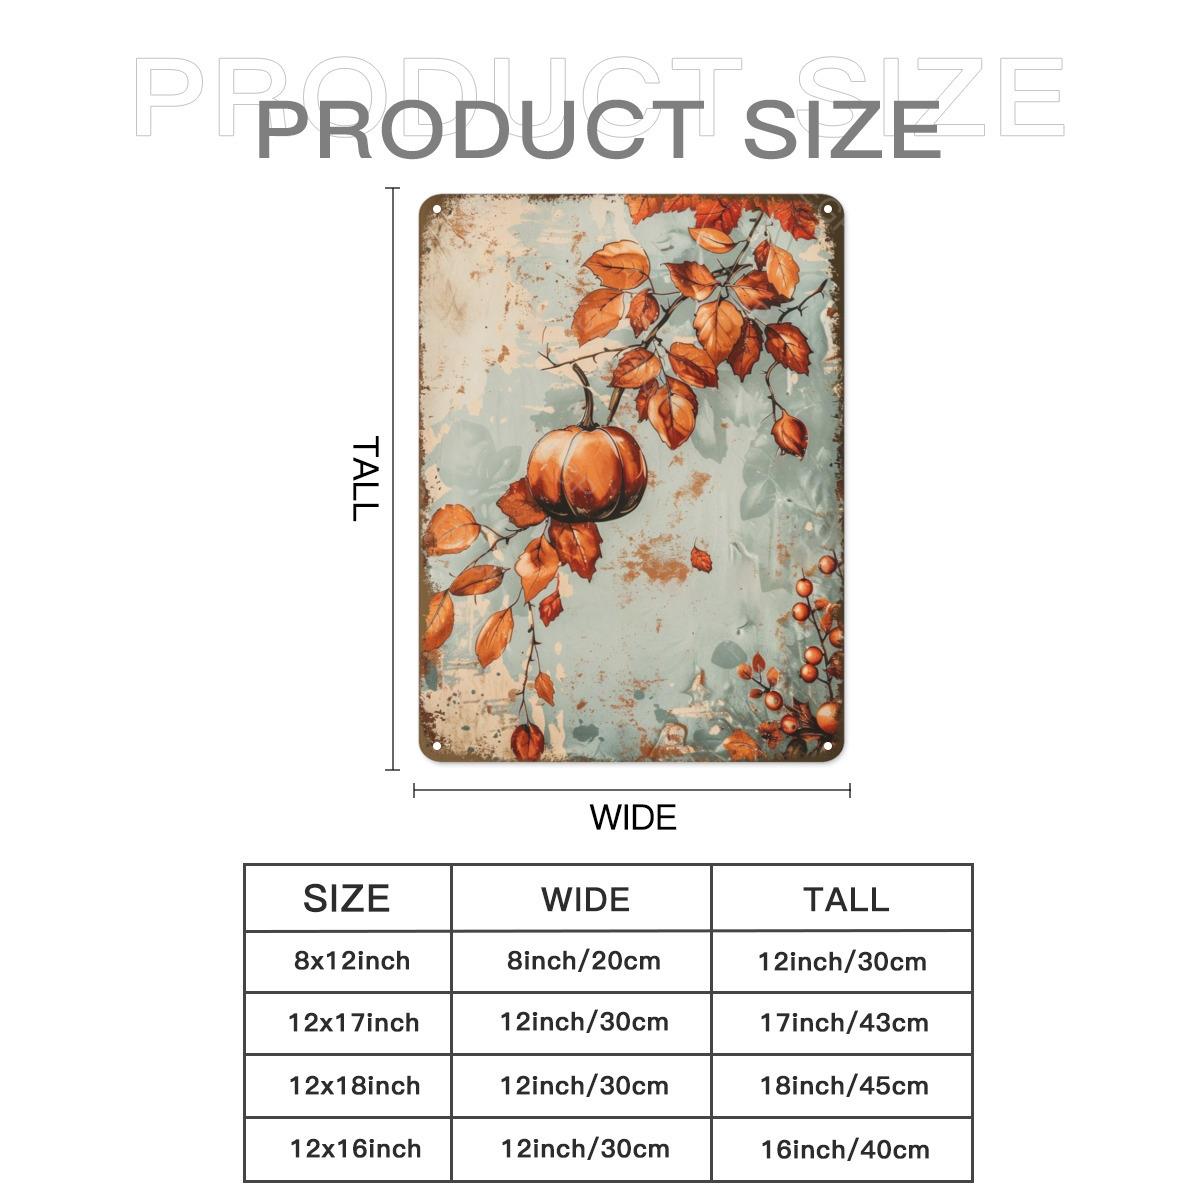 PRODUCT SIZE
PRODUCT SIZE
TALL
WIDE
SIZE WIDE TALL
8x12inch 8inch/20cm 12inch/30cm
12x17inch 12inch/30cm 17inch/43cm
12x18inch 12inch/30cm 18inch/45cm
12x16inch 12inch/30cm 16inch/40cm